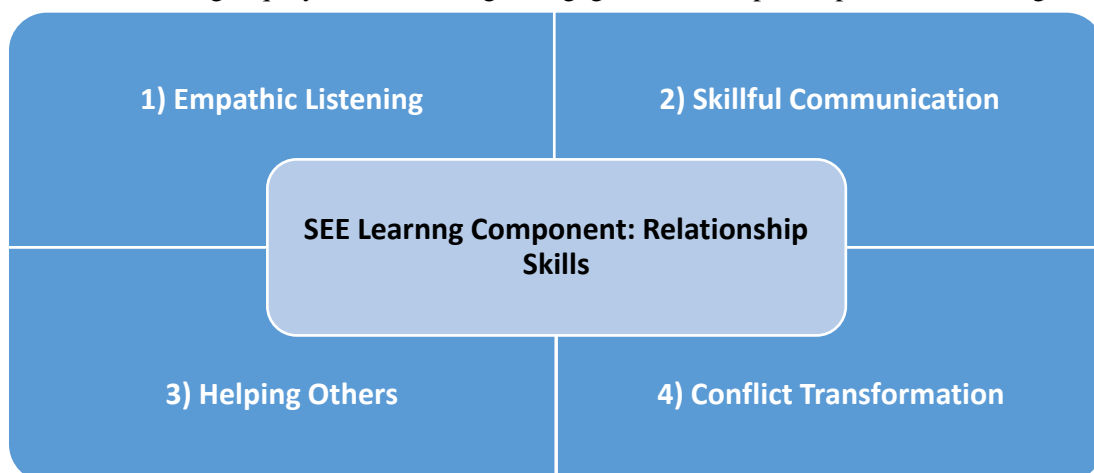 1) Empathic Listening
2) Skillful Communication
SEE Learnng Component: Relationship
Skills
3) Helping Others
4) Conflict Transformation